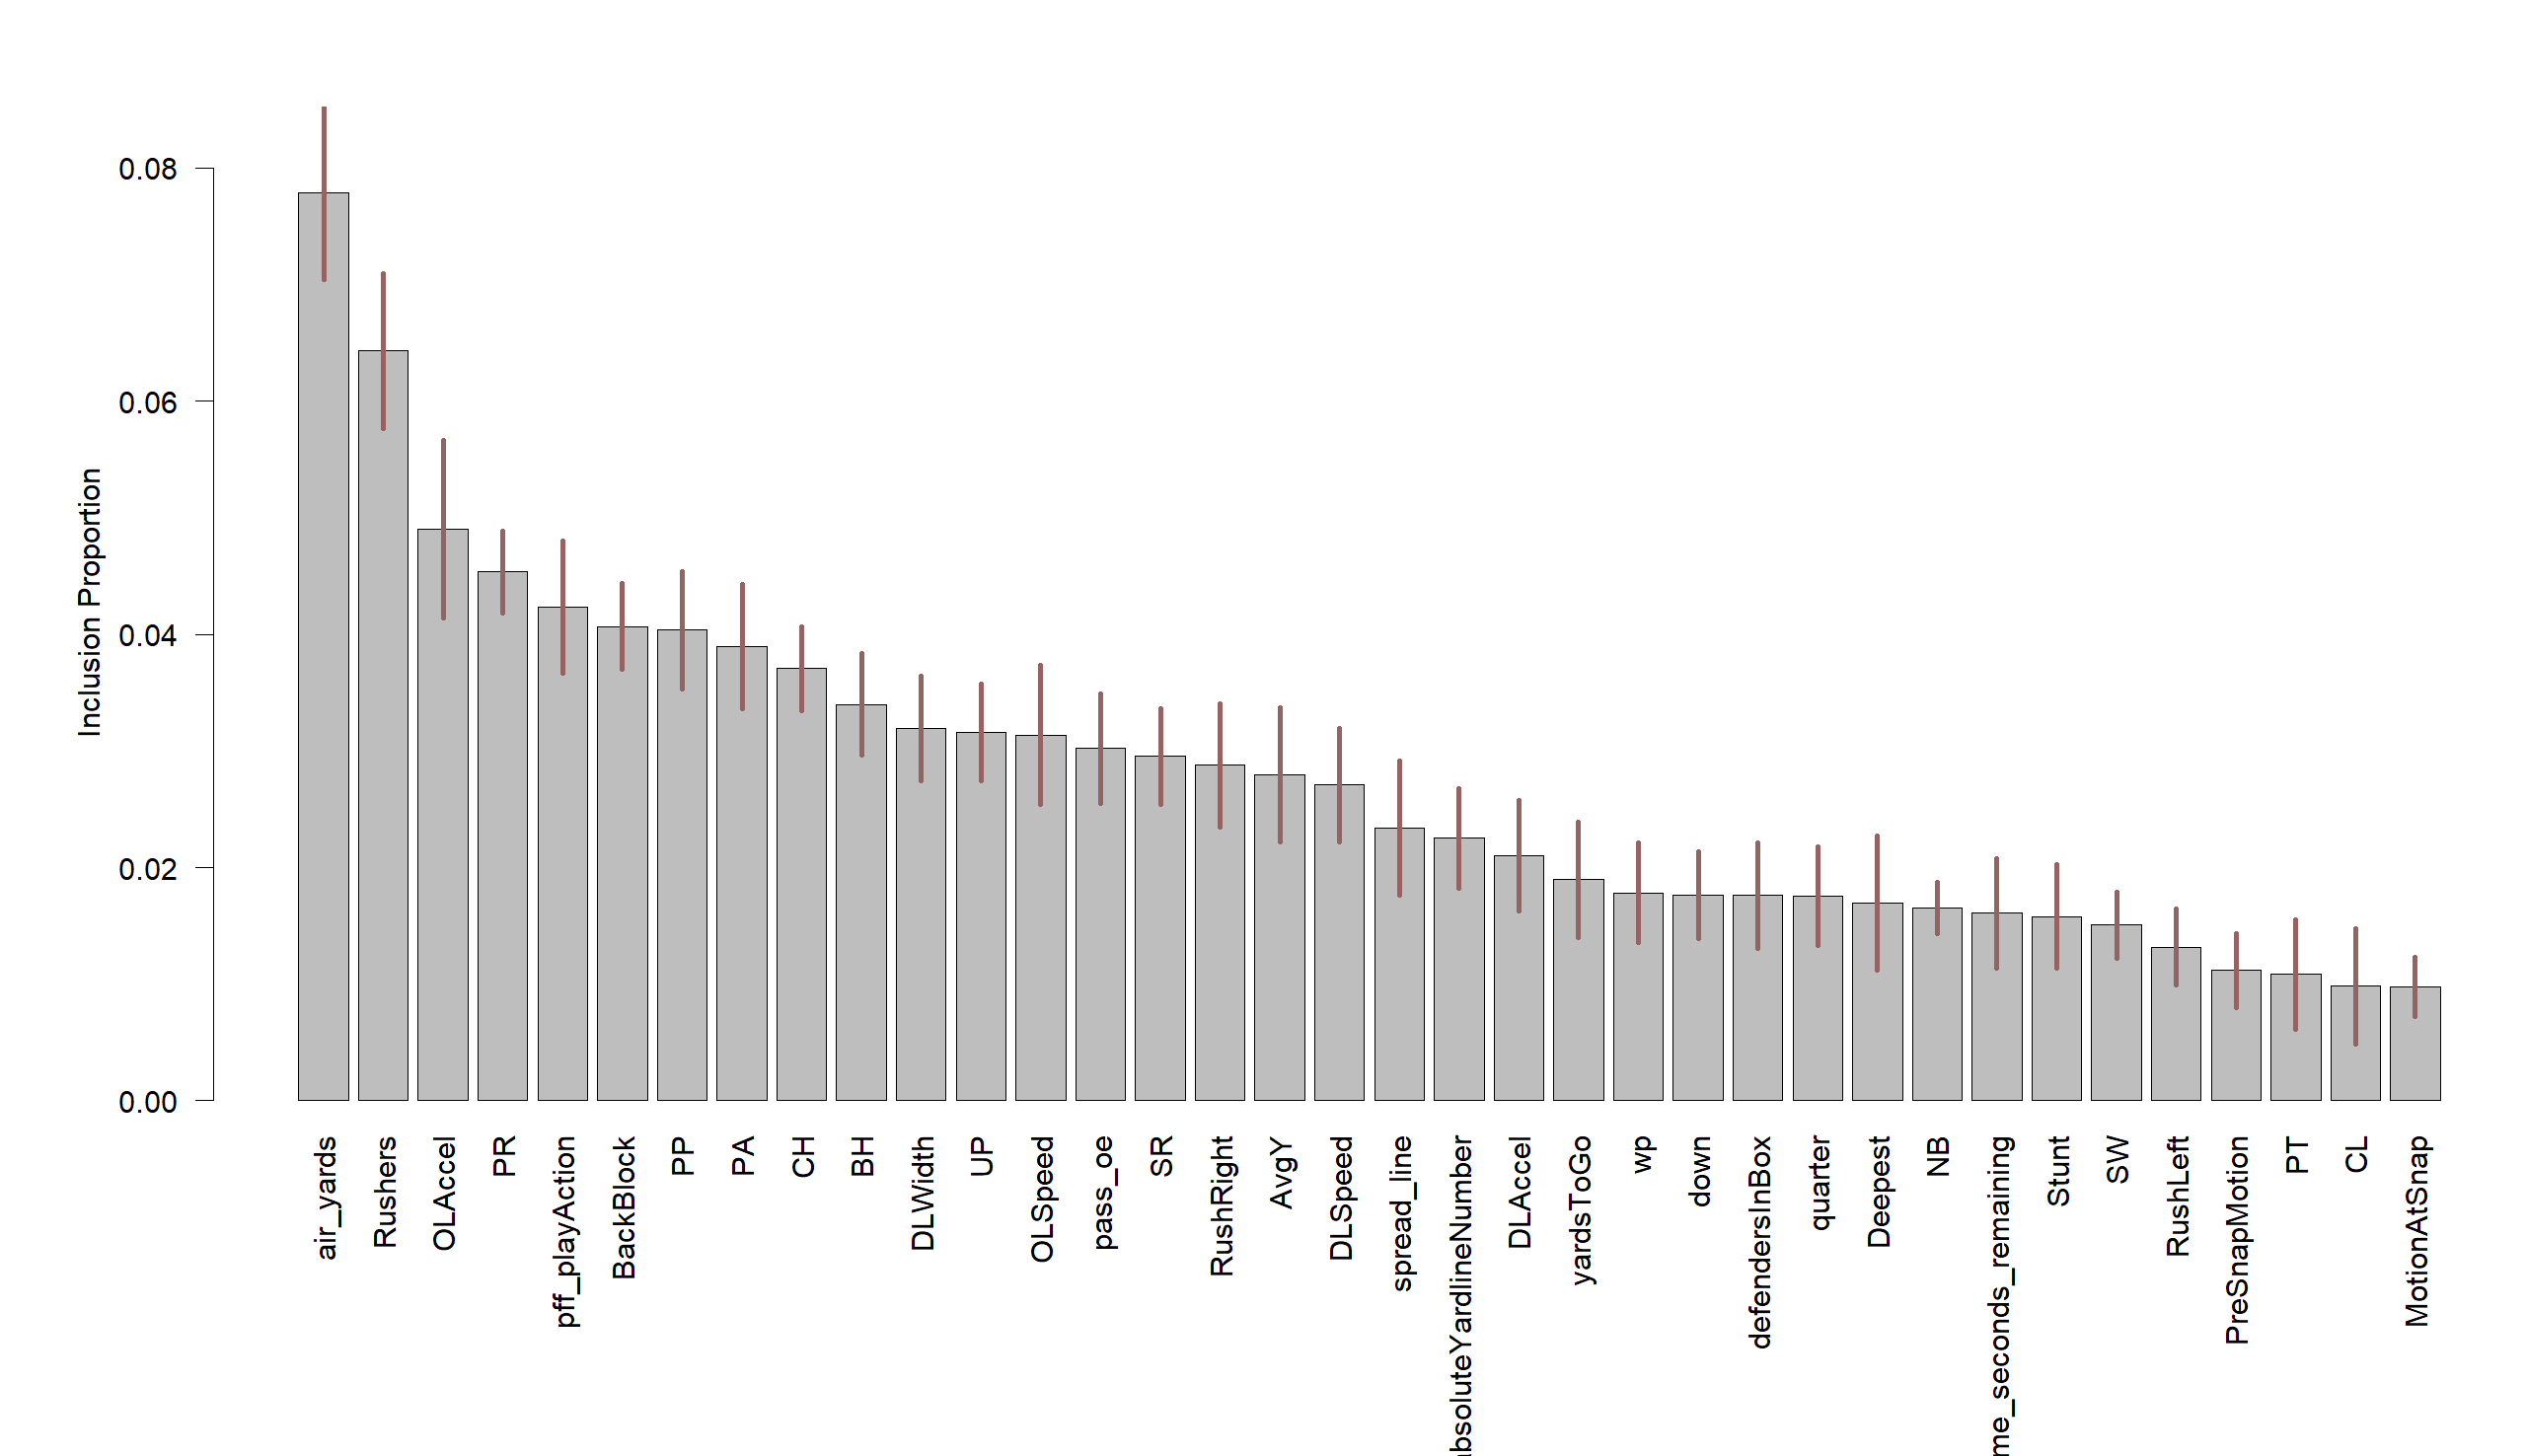 0.08
0.06
0.04
0.02
0.00
Inclusion Proportion
air_yards
Rushers
OLAccel
PR
pff_playAction
BackBlock
PP
PA
CH
BH
DLWidth
UP
OLSpeed
pass_oe
SR
RushRight
AvgY
DLSpeed
spread_line
absoluteYardlineNumber
DLAccel
yardsToGo
wp
down
defendersInBox
quarter
Deepest
NB
me_seconds_remaining
Stunt
SW
RushLeft
PreSnapMotion
PT
CL
MotionAtSnap